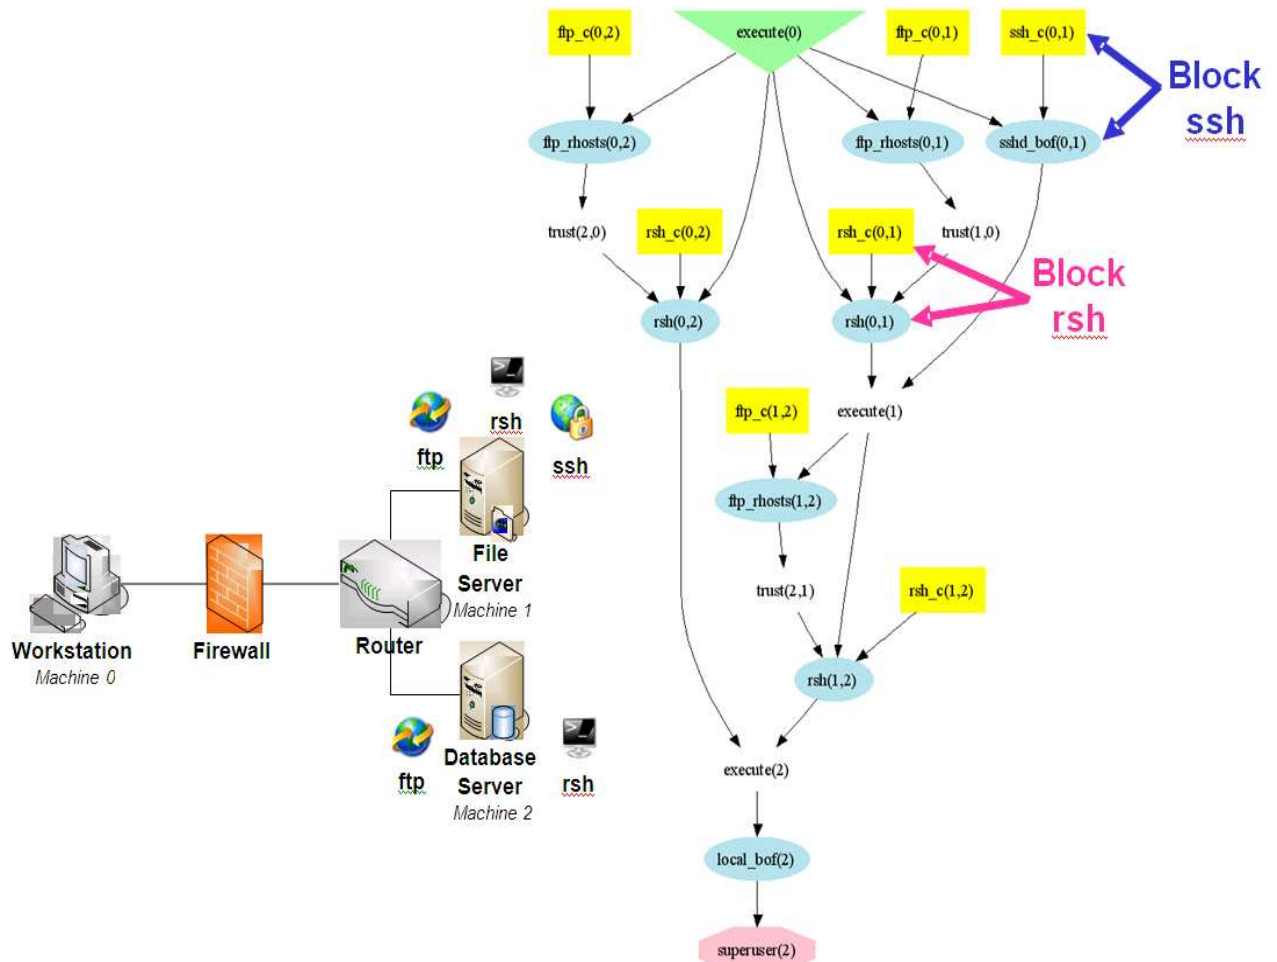 ftp_c(0,2)
execute(0)
ftp_c(0,1)
ssh_c(0,1)
Block
ssh
ftp_rhosts(0,2)
ftp_rhosts(0,1)
sshd_bof(0,1)
trust(2,0)
rsh_c(0,2)
rsh_c(0,1)
trust(1,0)
Block
rsh
rsh(0,2)
rsh(0,1)
ftp_c(1,2)
execute(1)
ftp_rhosts(1,2)
trust(2,1)
rsh_c(1,2)
rsh(1,2)
execute(2)
local_bof(2)
superuser(2)
rsh
ftp
ssh
File
Server
Machine 1
Workstation
Machine 0
Firewall
Router
ftp
Database
Server
Machine 2
rsh